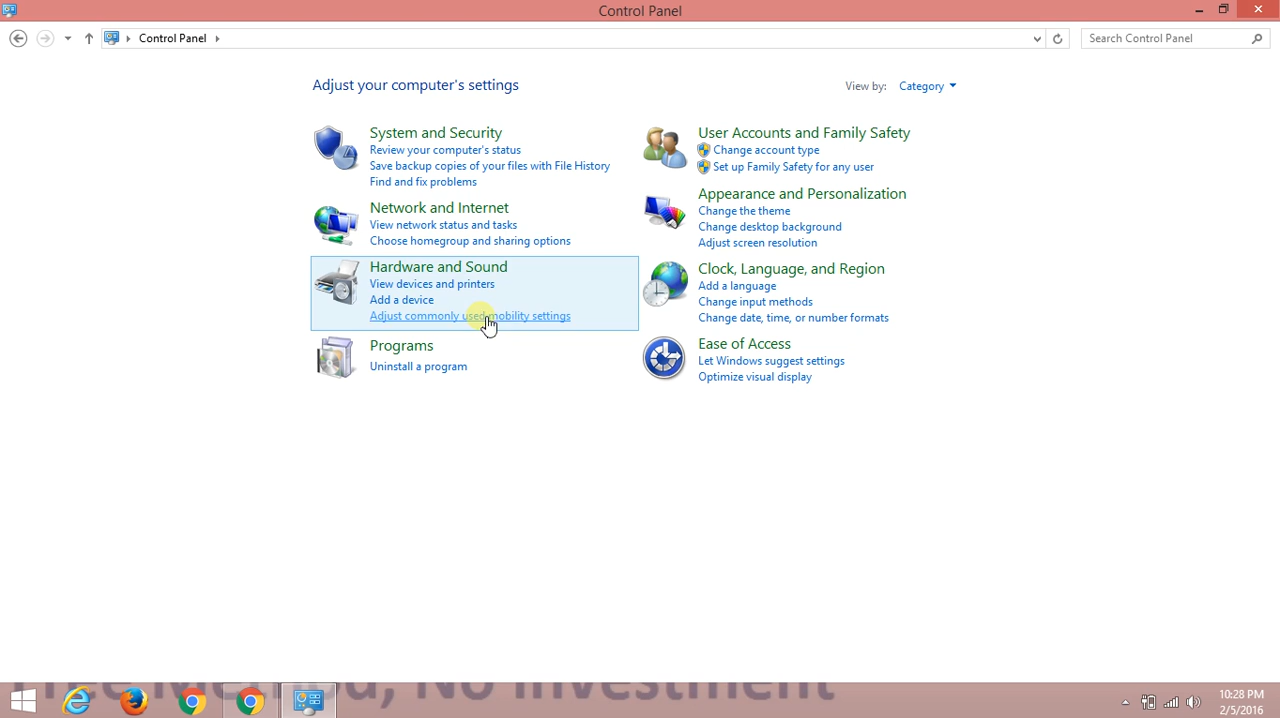 Control Panel
Control Panel
Search Control Panel
Adjust your computer's settings
View by: Category
System and Security
Review your computer's status
Save backup copies of your files with File History
Find and fix problems
Network and Internet
View network status and tasks
Choose homegroup and sharing options
Hardware and Sound
View devices and printers
Add a device
Adjust commonly used mobility settings
Programs
Uninstall a program
User Accounts and Family Safety
Change account type
Set up Family Safety for any user
Appearance and Personalization
Change the theme
Change desktop background
Adjust screen resolution
Clock, Language, and Region
Add a language
Change input methods
Change date, time, or number formats
Ease of Access
Let Windows suggest settings
Optimize visual display
Free Method, No Investment,
10:28 PM
2/5/2016